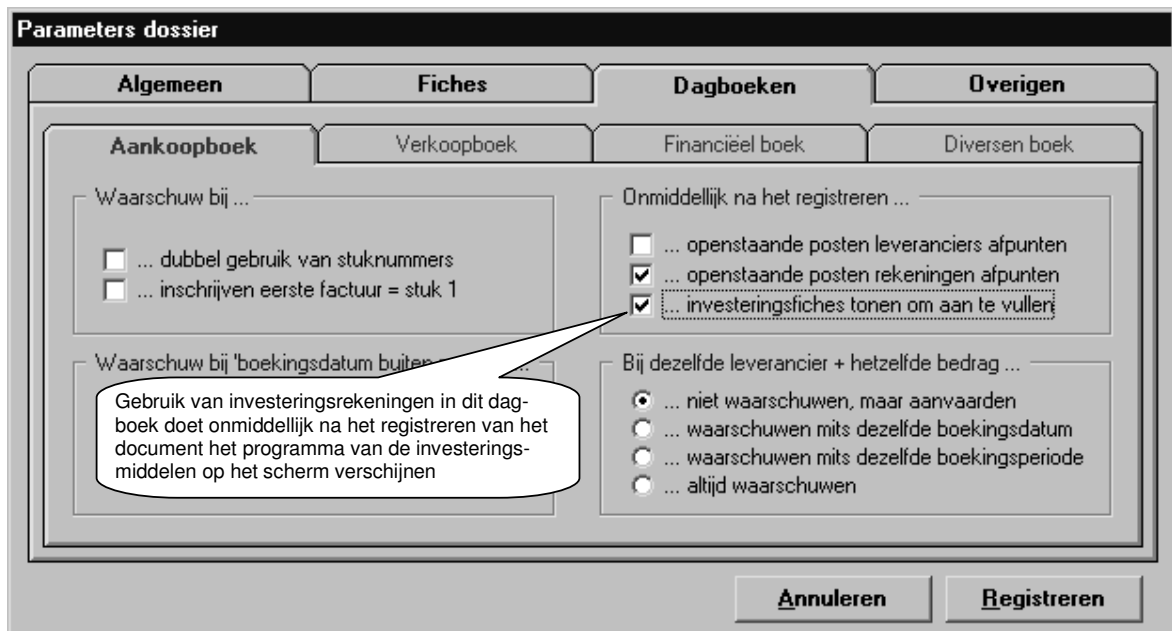 Parameters dossier
Algemeen
Fiches
Dagboeken
Overigen
Aankoopboek
Verkoopboek
Financiëel boek
Diversen boek
Waarschuw bij ...
... dubbel gebruik van stuknummers
... inschrijven eerste factuur = stuk 1
Onmiddellijk na het registreren ...
... openstaande posten leveranciers afpunten
... openstaande posten rekeningen afpunten
... investeringsfiches tonen om aan te vullen
Waarschuw bij 'boekingsdatum buiten
Gebruik van investeringsrekeningen in dit dag-
boek doet onmiddellijk na het registreren van het
document het programma van de investerings-
middelen op het scherm verschijnen
Bij dezelfde leverancier + hetzelfde bedrag ...
... niet waarschuwen, maar aanvaarden
... waarschuwen mits dezelfde boekingsdatum
... waarschuwen mits dezelfde boekingsperiode
... altijd waarschuwen
Annuleren
Registreren